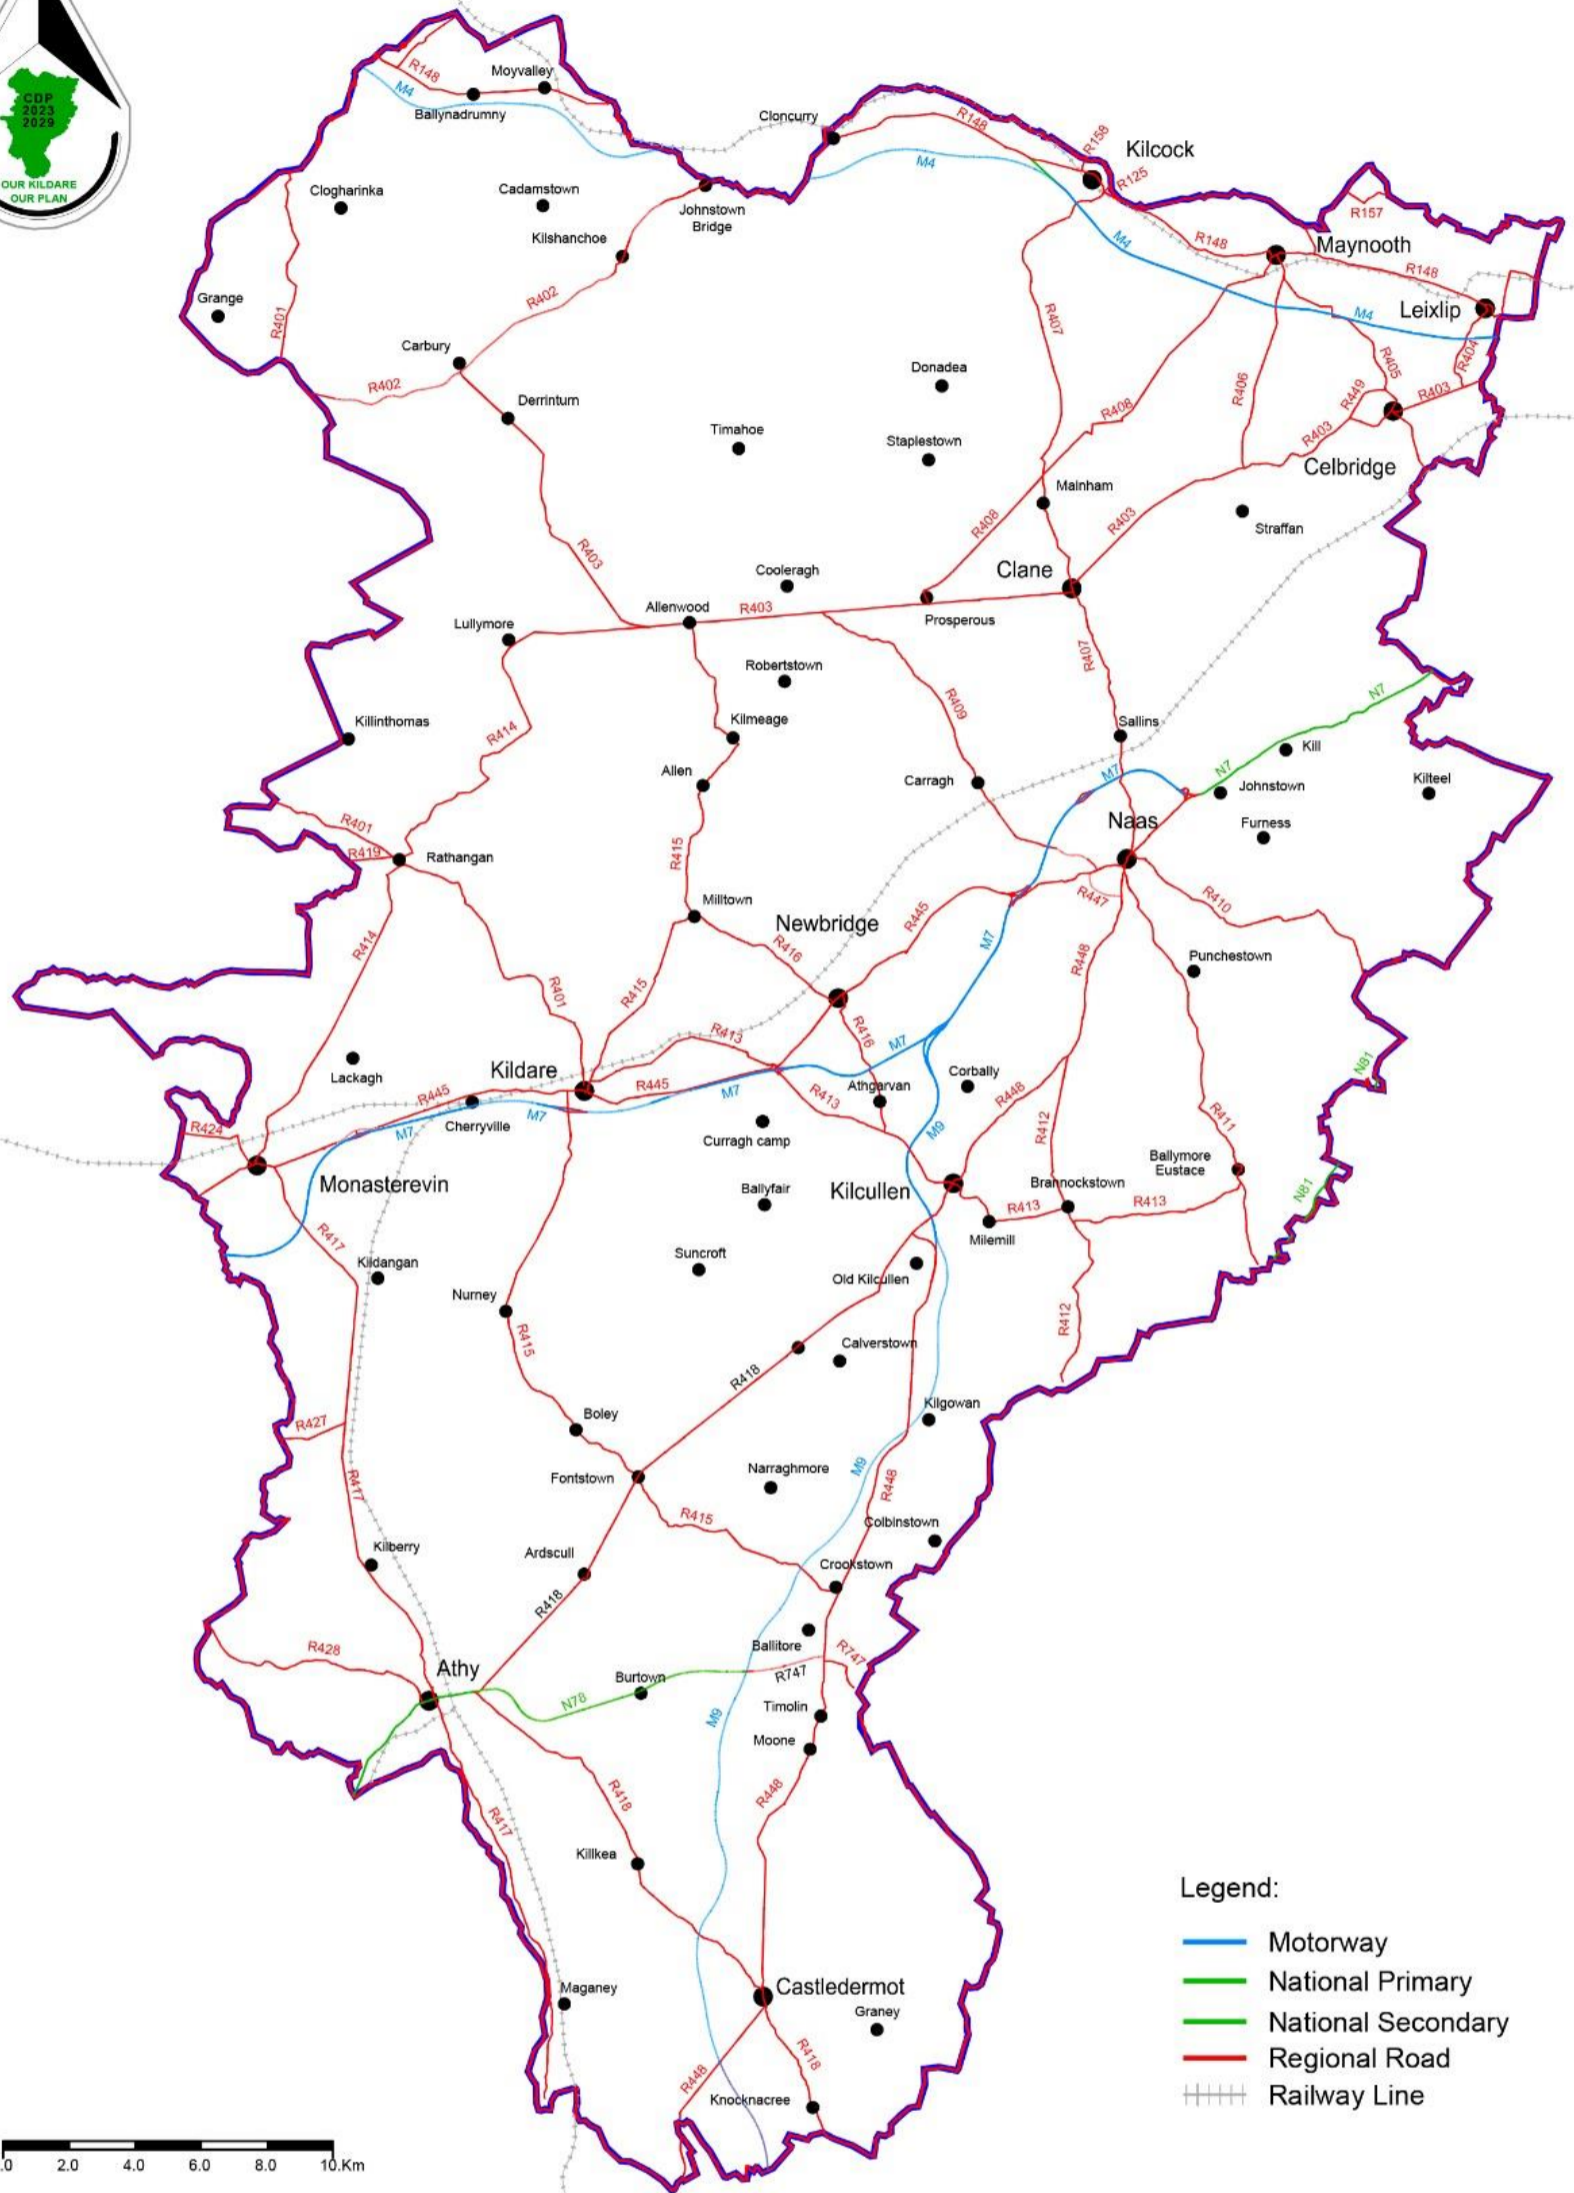 CDP
2023
2029
OUR KILDARE
OUR PLAN
R148
Moyvalley
M4
Ballynadrumny
Cloncurry
R148
R158
Kilcock
M4
R125
Clogharinka
Cadamstown
Johnstown
Bridge
R157
Kilshanchoe
M4
R148
Maynooth
R148
Grange
R402
R401
R407
M4
Leixlip
Carbury
R404
R405
Donadea
R402
R406
R449
R403
Derrinturn
R408
Timahoe
Staplestown
R403
Celbridge
Mainham
R408
R403
Straffan
R403
Cooleragh
Clane
Allenwood
R403
Prosperous
Lullymore
R407
Robertstown
R409
N7
Killinthomas
Kilmeage
Sallins
R414
Kill
Allen
Carragh
M7
N7
Johnstown
Kilteel
R401
Naas
Furness
R419
Rathangan
R415
R447
R410
Milltown
Newbridge
R445
R414
R416
M7
R448
Punchestown
R401
R415
R413
R416
M7
N81
Lackagh
Kildare
Corbally
R445
R445
M7
Athgarvan
R413
R448
M7
Cherryville
M7
R424
Curragh camp
M9
R412
R411
Ballymore
Eustace
Monasterevin
Ballyfair
Kilcullen
Brannockstown
N81
R413
R413
R417
Milemill
Kildangan
Suncroft
Old Kilcullen
Nurney
R415
R412
Calverstown
R418
Kilgowan
Boley
R427
Fontstown
Narraghmore
M9
R417
R448
R415
Colbinstown
Kilberry
Ardscull
Crookstown
R418
R428
Ballitore
R747
Athy
Burtown
R747
N78
Timolin
M9
Moone
R418
R448
R417
Killkea
Maganey
Castledermot
Graney
R448
R418
Knocknacree
Legend:
Motorway
National Primary
National Secondary
Regional Road
Railway Line
.0 2.0 4.0 6.0 8.0 10.Km